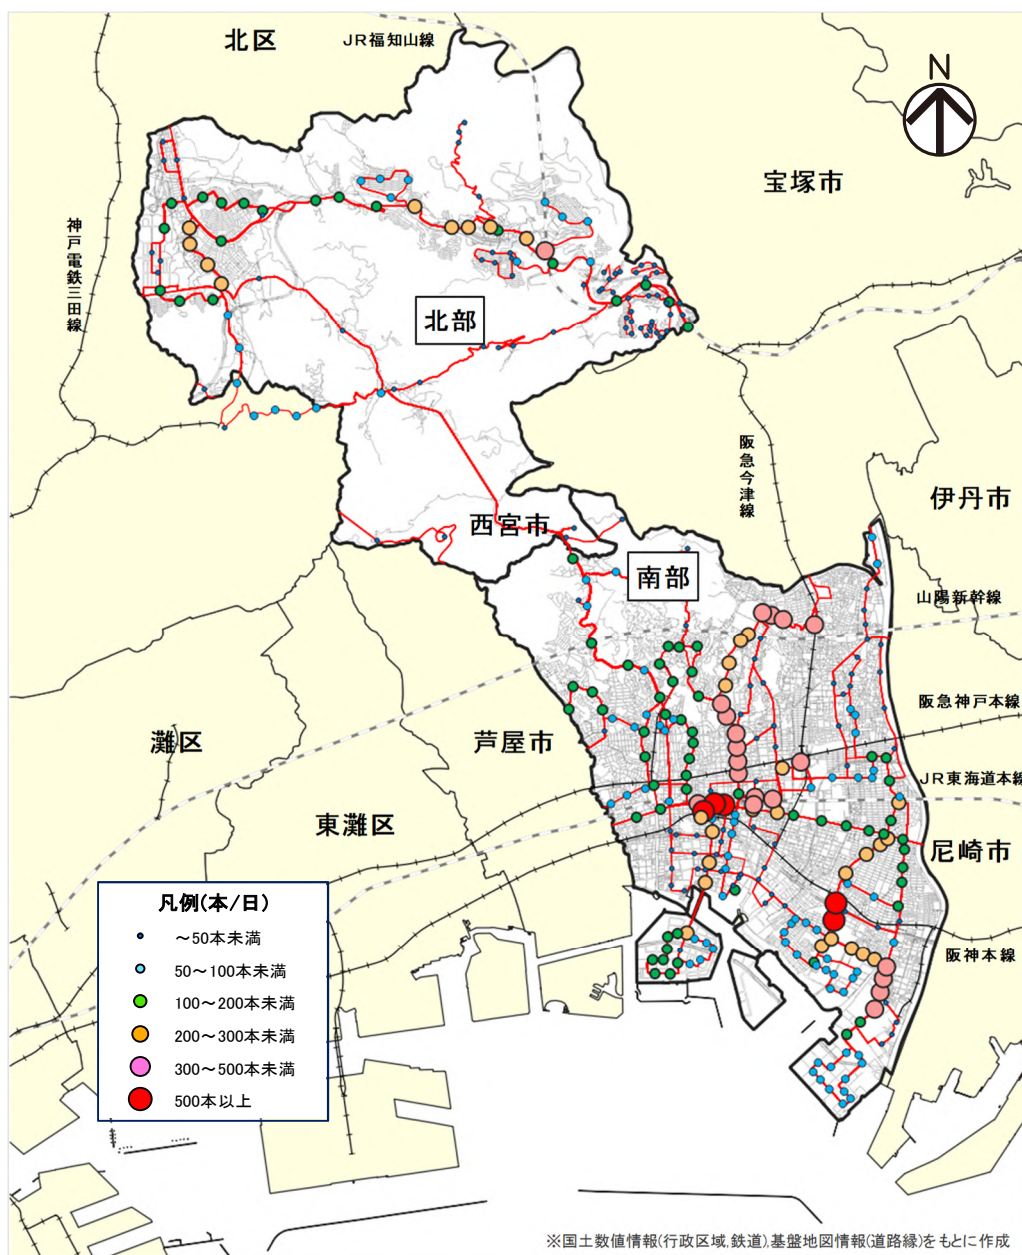 北区
JR福知山線
N
宝塚市
神戸電鉄三田線
北部
阪急今津線
伊丹市
西宮市
南部
山陽新幹線
阪急神戸本線
灘区
芦屋市
JR東海道本線
東灘区
尼崎市
阪神本線
凡例(本/日)
～50本未満
50～100本未満
100～200本未満
200～300本未満
300～500本未満
500本以上
※国土数値情報(行政区域,鉄道),基盤地図情報(道路縁)をもとに作成